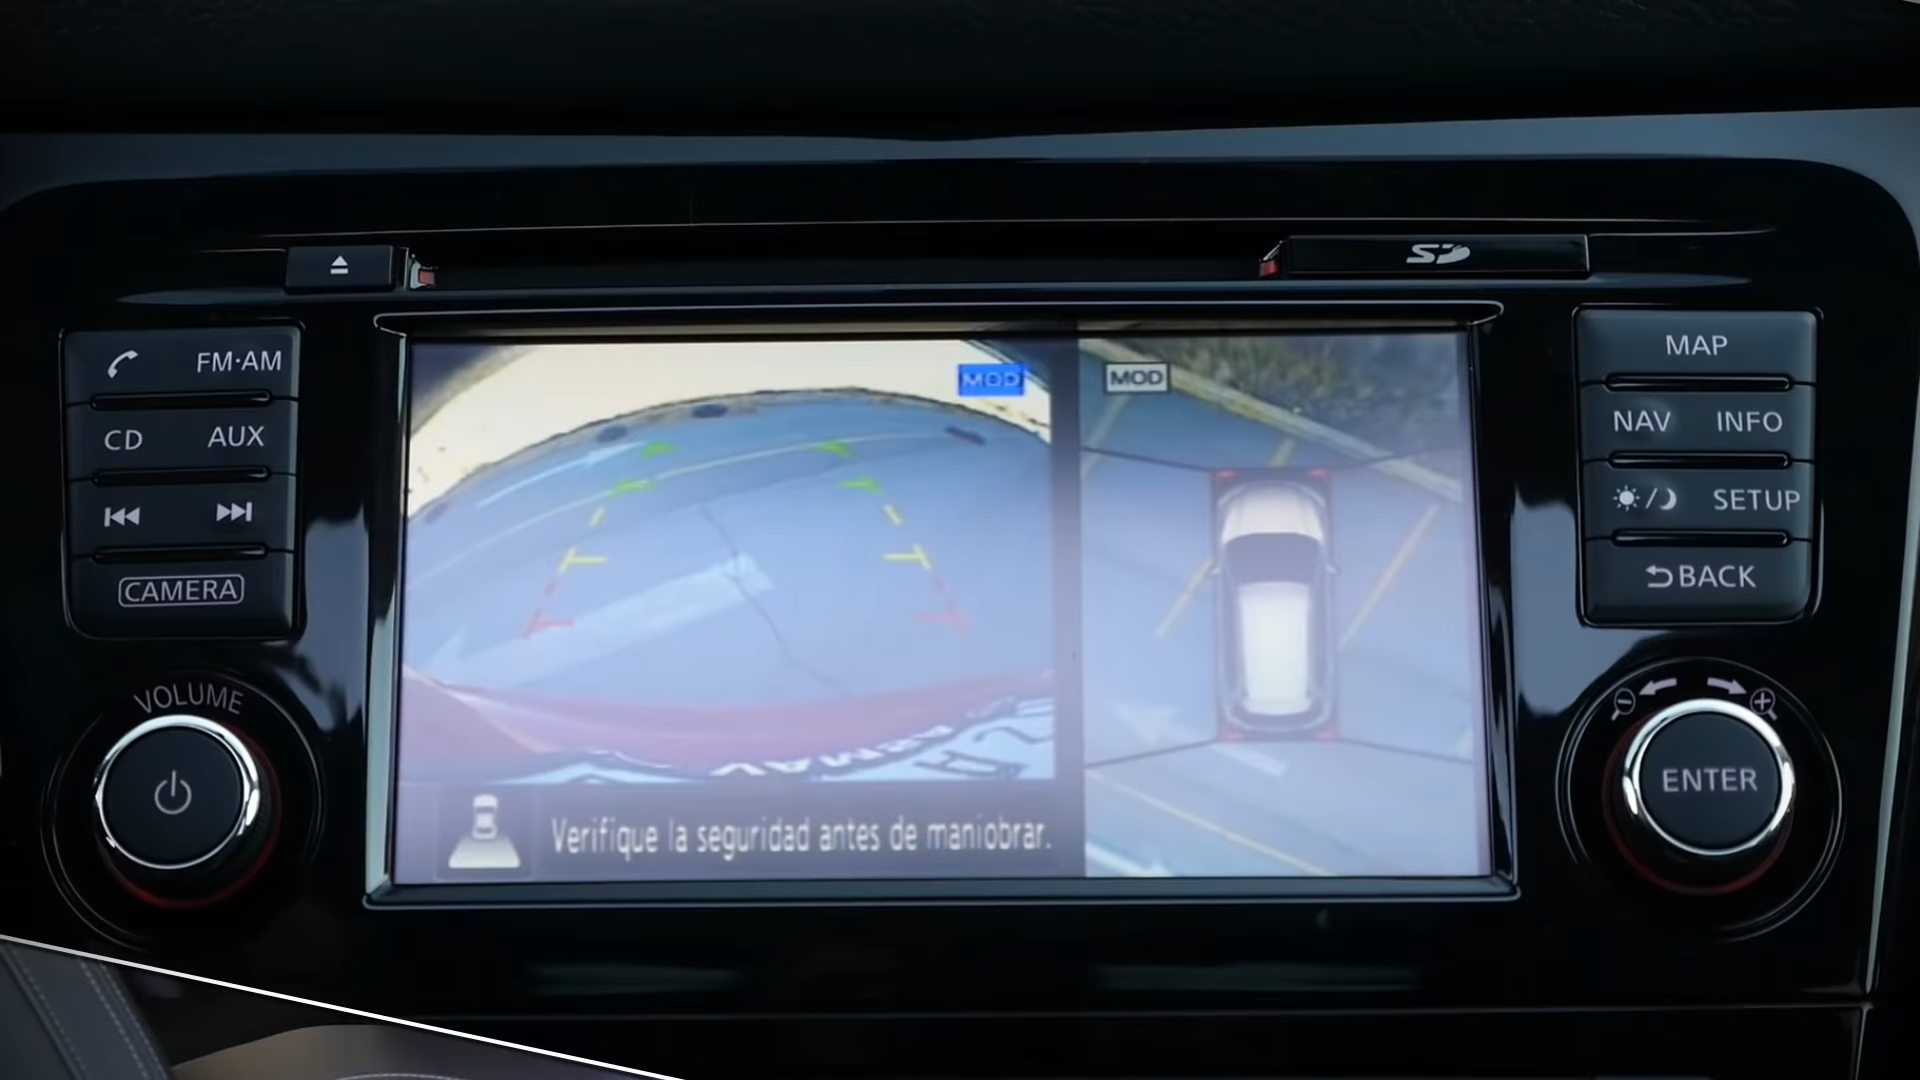 SD
FM·AM
CD AUX
CAMERA
VOLUME
MOD
MOD
Verifique la seguridad antes de maniobrar.
MAP
NAV INFO
SETUP
BACK
ENTER